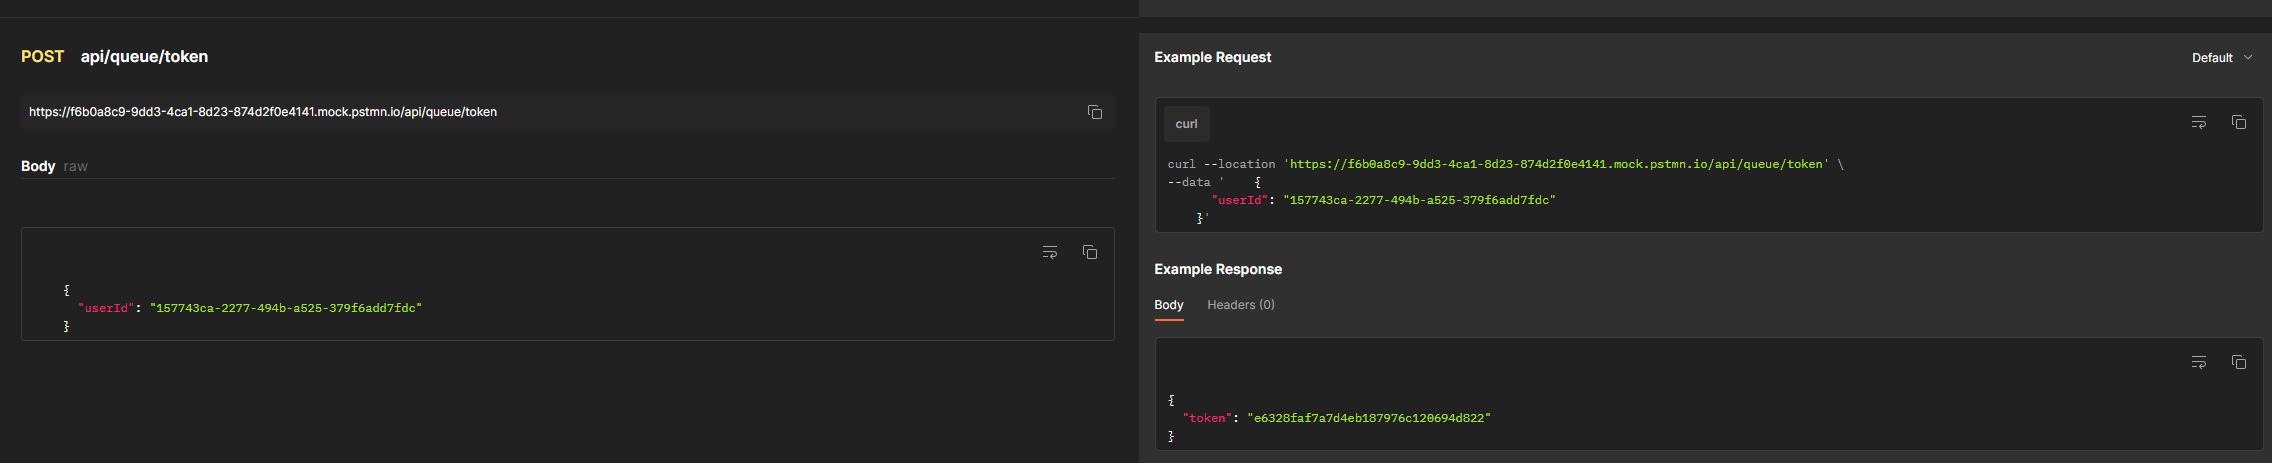 POST api/queue/token
https://f6b0a8c9-9dd3-4ca1-8d23-874d2f0e4141.mock.pstmn.io/api/queue/token
Body raw
{
"userId": "157743ca-2277-494b-a525-379f6add7fdc"
}
Example Request
Default
curl
curl --location 'https://f6b0a8c9-9dd3-4ca1-8d23-874d2f0e4141.mock.pstmn.io/api/queue/token' \
--data ' {
"userId": "157743ca-2277-494b-a525-379f6add7fdc"
}'
Example Response
Body Headers (0)
{
"token": "e6328faf7a7d4eb187976c120694d822"
}